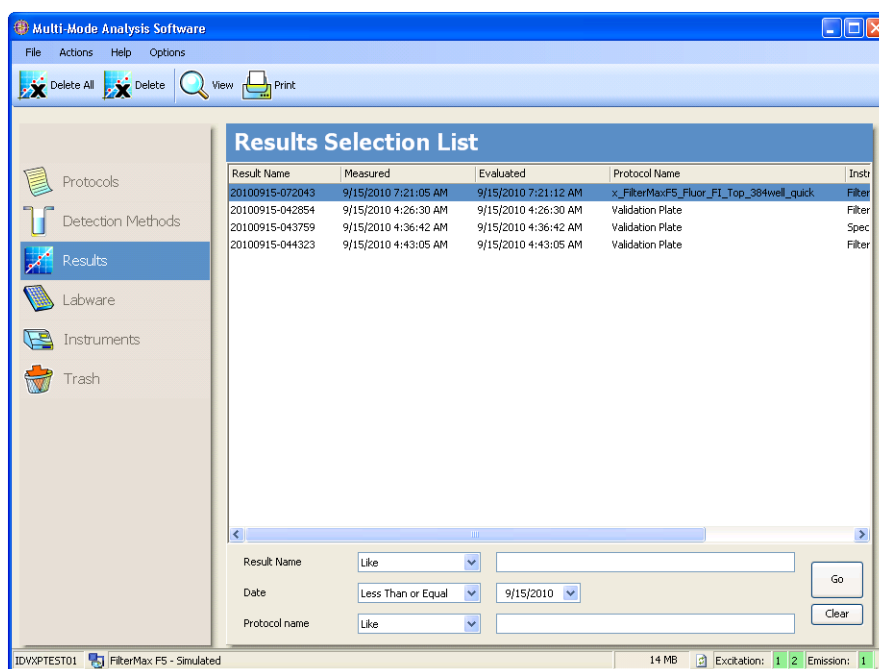 Multi-Mode Analysis Software
File Actions Help Options
Delete All Delete View Print
Results Selection List
Protocols
Detection Methods
Results
Labware
Instruments
Trash
Result Name Measured Evaluated Protocol Name Instr
20100915-072043 9/15/2010 7:21:05 AM 9/15/2010 7:21:12 AM x_FilterMaxF5_Fluor_FI_Top_384well_quick Filter
20100915-042854 9/15/2010 4:26:30 AM 9/15/2010 4:26:30 AM Validation Plate Filter
20100915-043759 9/15/2010 4:36:42 AM 9/15/2010 4:36:42 AM Validation Plate Spec
20100915-044323 9/15/2010 4:43:05 AM 9/15/2010 4:43:05 AM Validation Plate Filter
Result Name Like
Date Less Than or Equal 9/15/2010
Protocol name Like
Go
Clear
IDVXPTEST01 FilterMax F5 - Simulated 14 MB Excitation: 1 2 Emission: 1